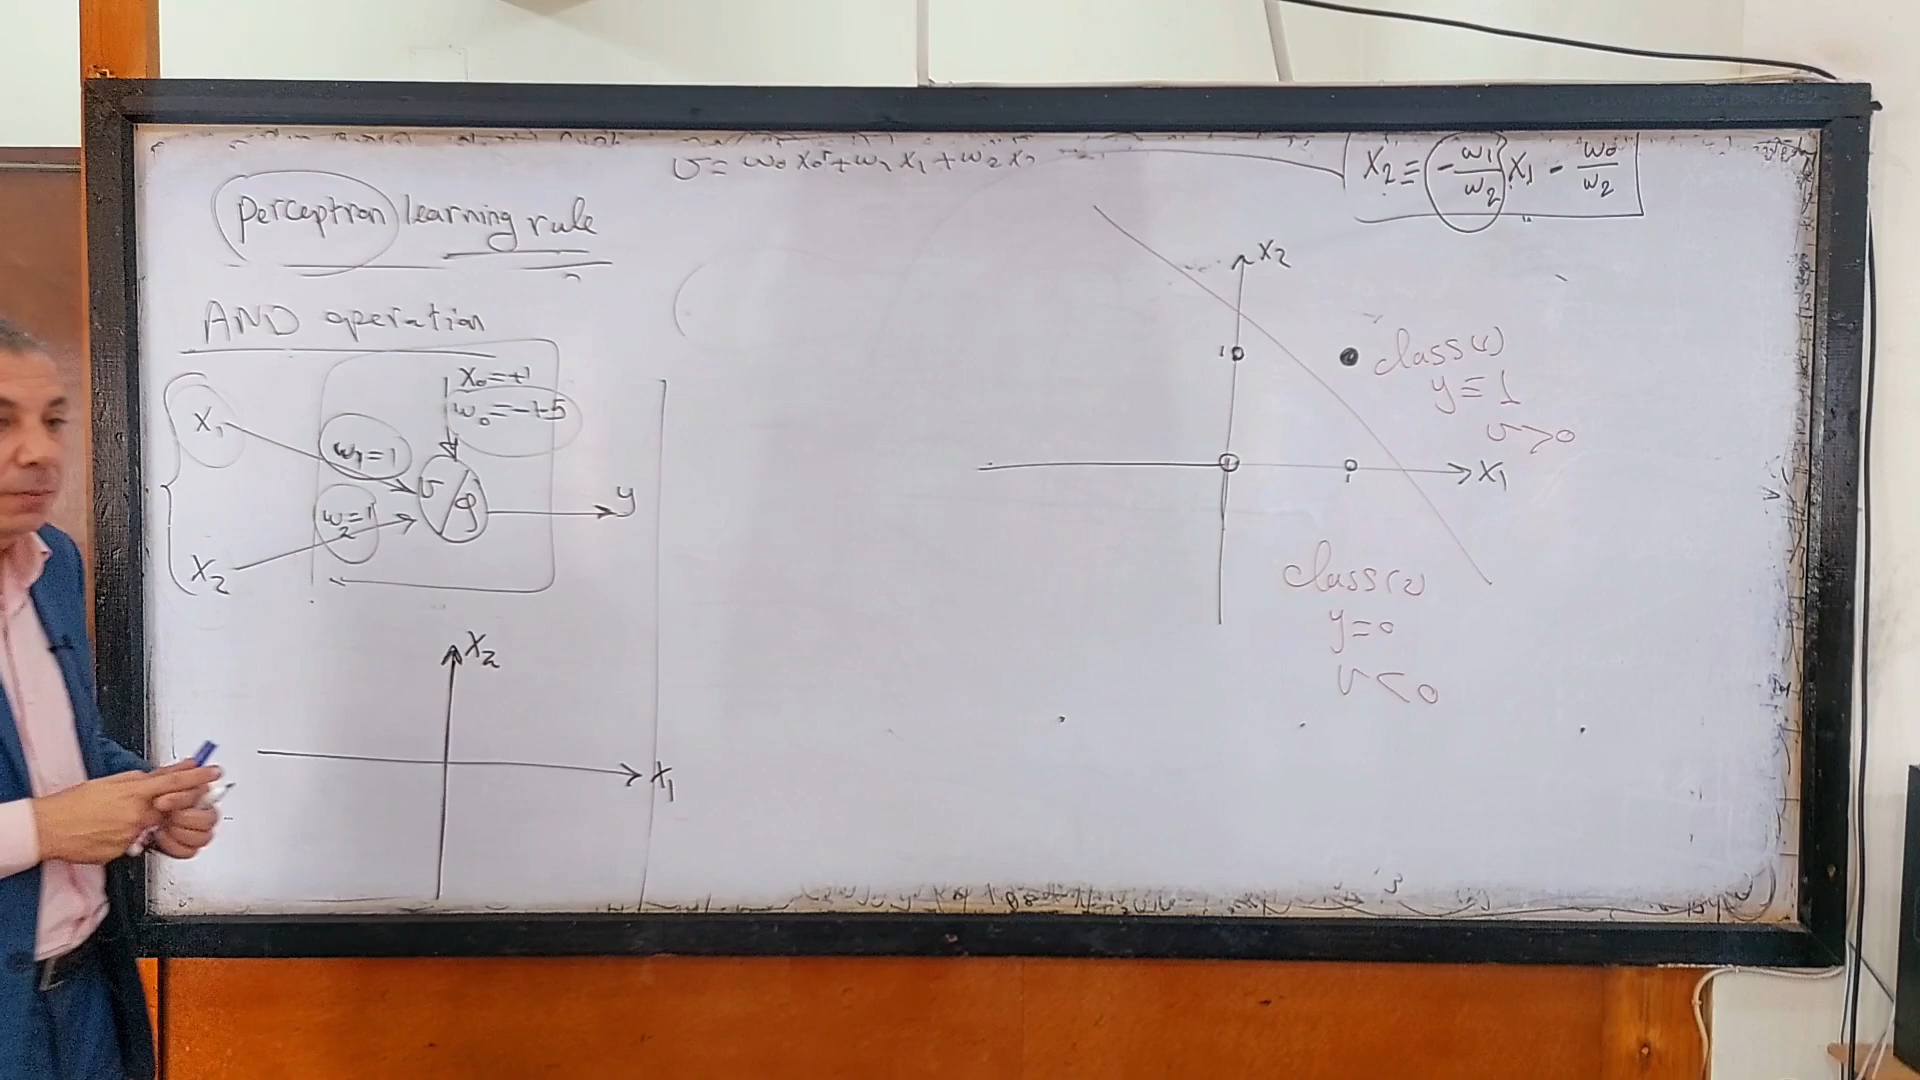 v = w0 x0 + w1 x1 + w2 x2
x2 = -w1/w2 x1 - w0/w2
perceptron learning rule
AND operation
x0 = +1
w0 = -1.5
x1
w1 = 1
w2 = 1
v/φ
y
x2
x2
x1
x2
1
class(1)
y = 1
v > 0
x1
1
class(2)
y = 0
v < 0